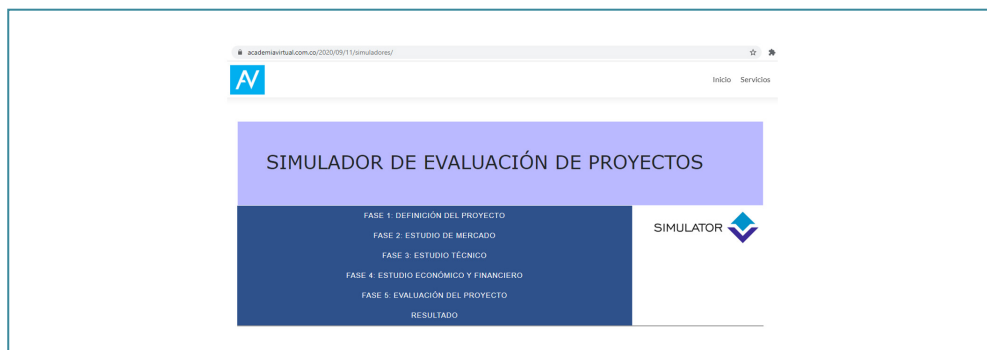 academiavirtual.com.co/2020/09/11/simuladores/
AV
Inicio Servicios
SIMULADOR DE EVALUACIÓN DE PROYECTOS
FASE 1: DEFINICIÓN DEL PROYECTO
FASE 2: ESTUDIO DE MERCADO
FASE 3: ESTUDIO TÉCNICO
FASE 4: ESTUDIO ECONÓMICO Y FINANCIERO
FASE 5: EVALUACIÓN DEL PROYECTO
RESULTADO
SIMULATOR